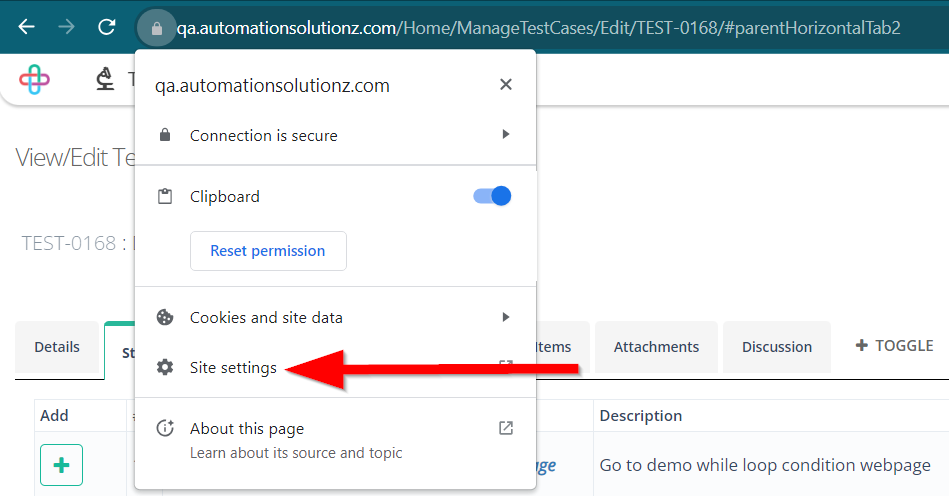 qa.automationsolutionz.com/Home/ManageTestCases/Edit/TEST-0168/#parentHorizontalTab2
qa.automationsolutionz.com
Connection is secure
View/Edit Te
Clipboard
Reset permission
TEST-0168 :
Cookies and site data
Details
St
Items
Attachments
Discussion
+ TOGGLE
Site settings
Add
#
Description
About this page
Learn about its source and topic
age
Go to demo while loop condition webpage